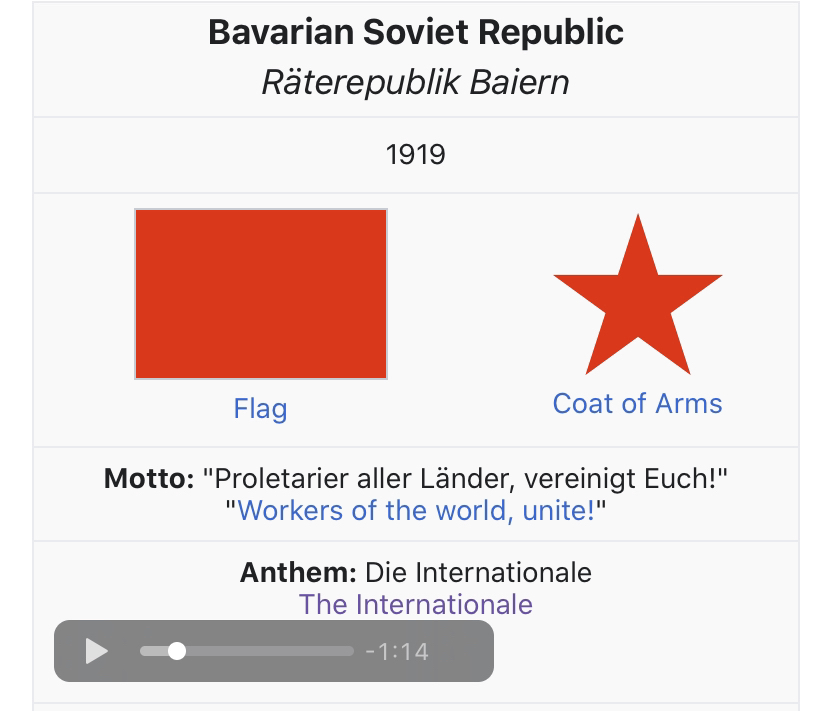 Bavarian Soviet Republic
Räterepublik Baiern
1919
Flag
Coat of Arms
Motto: "Proletarier aller Länder, vereinigt Euch!"
"Workers of the world, unite!"
Anthem: Die Internationale
The Internationale
-1:14